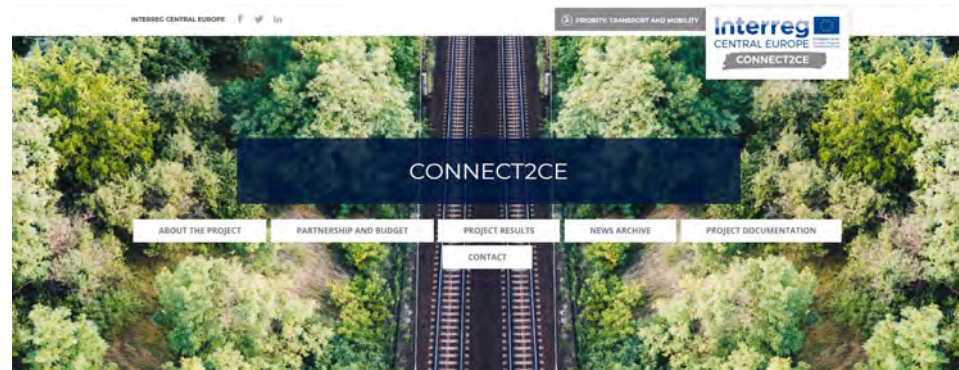 INTERREG CENTRAL EUROPE
PRIORITY: TRANSPORT AND MOBILITY
Interreg
CENTRAL EUROPE
CONNECT2CE
CONNECT2CE
ABOUT THE PROJECT
PARTNERSHIP AND BUDGET
PROJECT RESULTS
NEWS ARCHIVE
PROJECT DOCUMENTATION
CONTACT